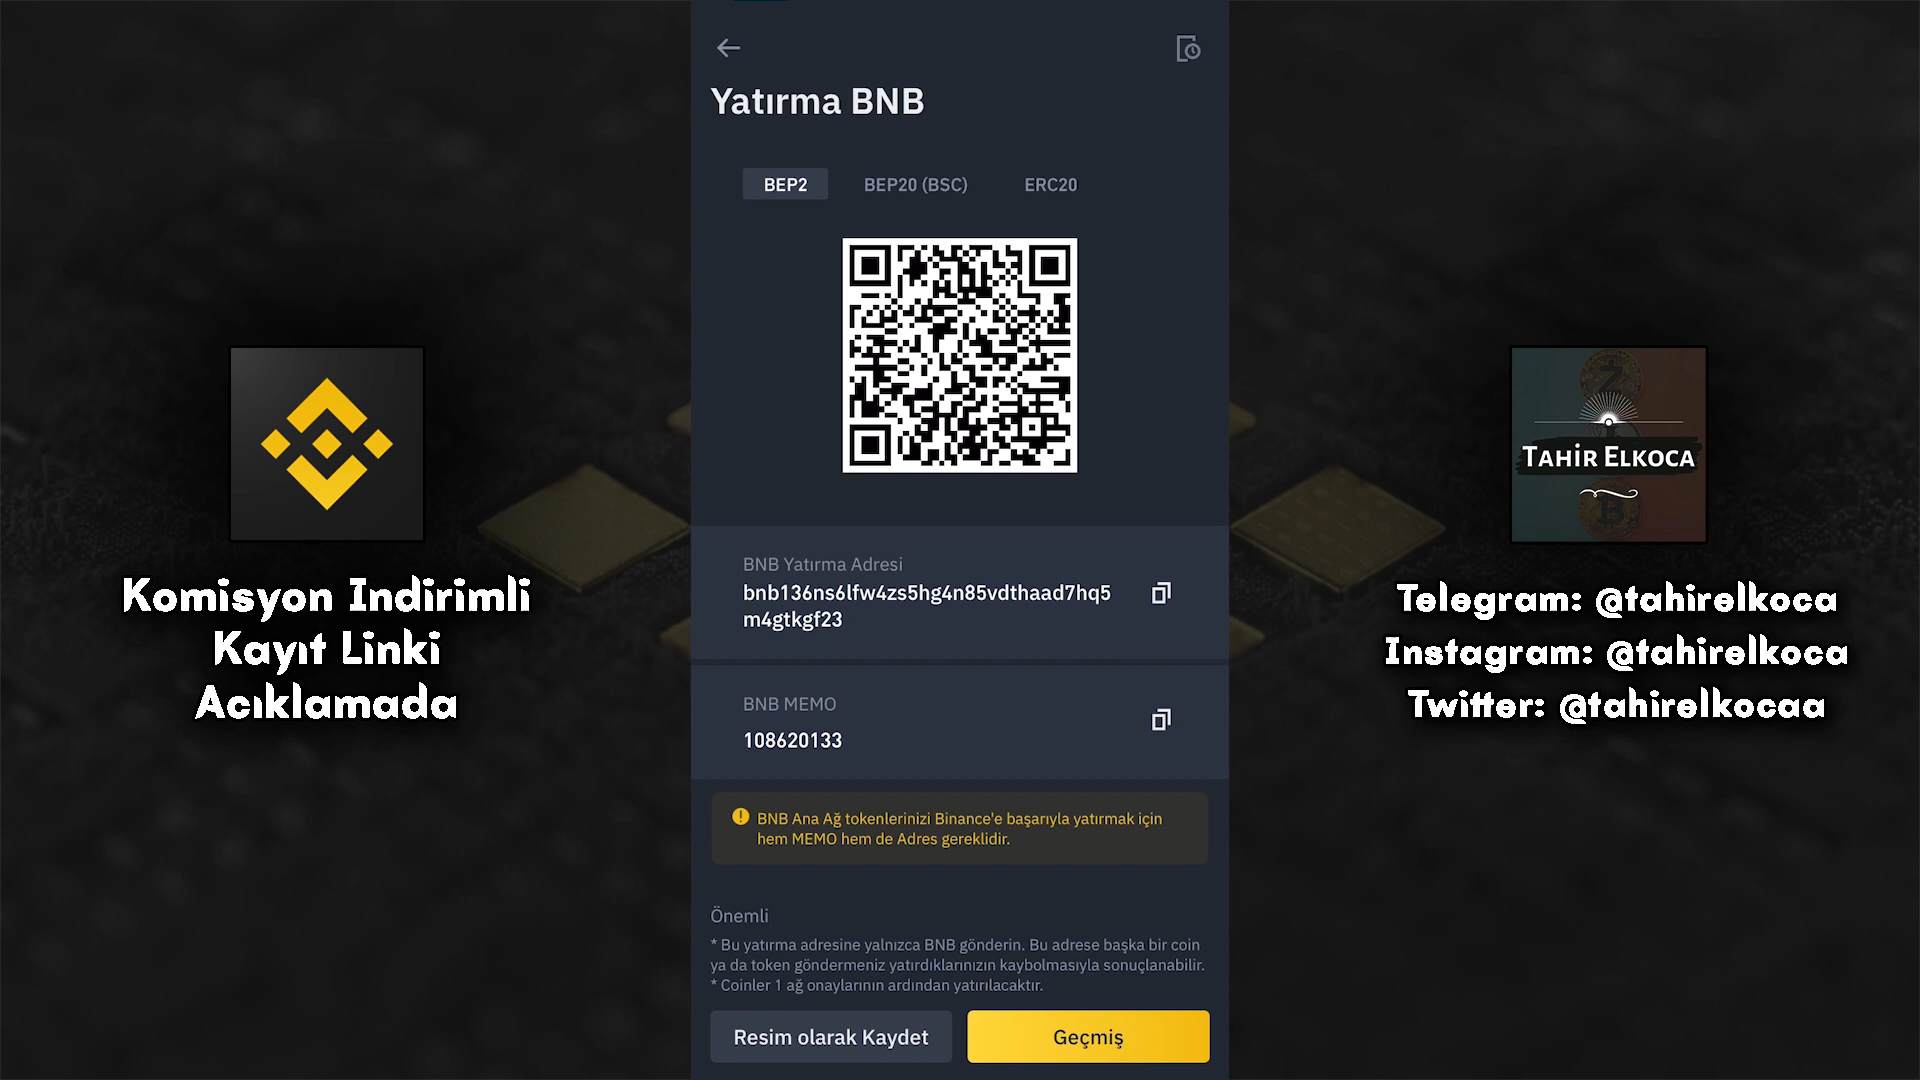 Yatırma BNB
BEP2
BEP20 (BSC)
ERC20
BNB Yatırma Adresi
bnb136ns6lfw4zs5hg4n85vdthaad7hq5
m4gtkgf23
BNB MEMO
108620133
BNB Ana Ağ tokenlerinizi Binance'e başarıyla yatırmak için
hem MEMO hem de Adres gereklidir.
Önemli
* Bu yatırma adresine yalnızca BNB gönderin. Bu adrese başka bir coin
ya da token göndermeniz yatırdıklarınızın kaybolmasıyla sonuçlanabilir.
* Coinler 1 ağ onaylarının ardından yatırılacaktır.
Resim olarak Kaydet
Geçmiş
Komisyon Indirimli
Kayıt Linki
Acıklamada
TAHİR ELKOCA
Telegram: @tahirelkoca
Instagram: @tahirelkoca
Twitter: @tahirelkocaa